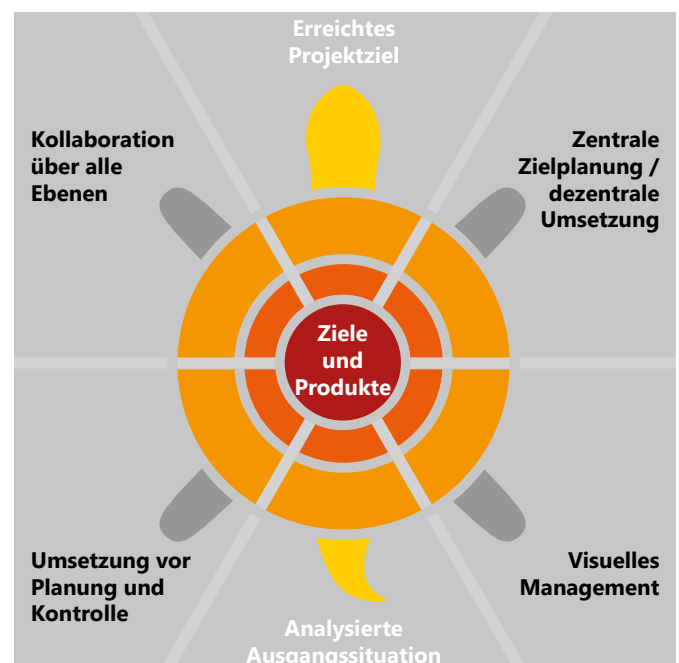 Erreichtes
Projektziel
Kollaboration
über alle
Ebenen
Zentrale
Zielplanung /
dezentrale
Umsetzung
Ziele
und
Produkte
Umsetzung vor
Planung und
Kontrolle
Visuelles
Management
Analysierte
Ausgangssituation